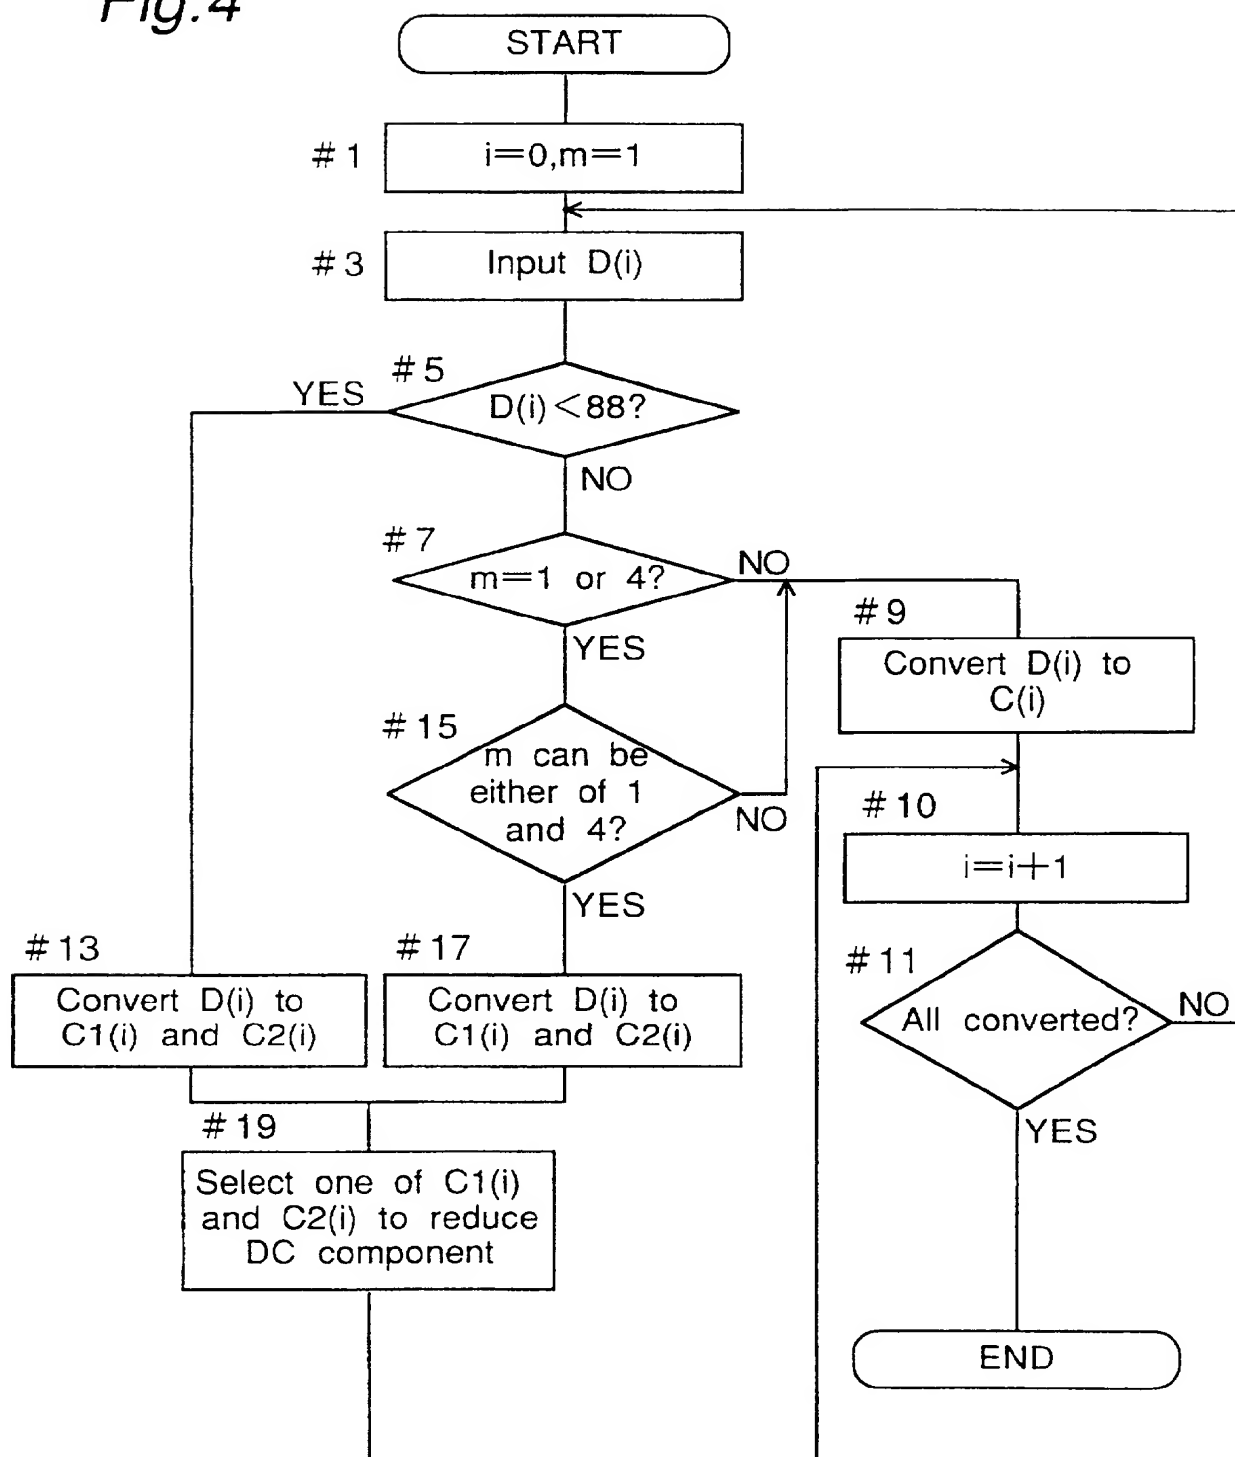 Fig.4
START
#1
i=0,m=1
#3
Input D(i)
#5
YES
D(i)<88?
NO
#7
m=1 or 4?
NO
YES
#9
Convert D(i) to
C(i)
#15
m can be
either of 1
and 4?
NO
YES
#10
i=i+1
#11
All converted?
NO
YES
#13
Convert D(i) to
C1(i) and C2(i)
#17
Convert D(i) to
C1(i) and C2(i)
#19
Select one of C1(i)
and C2(i) to reduce
DC component
END